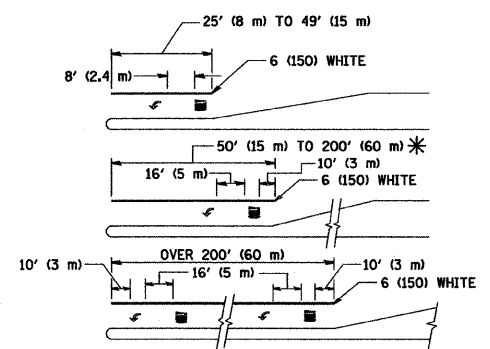 25' (8 m) TO 49' (15 m)
6 (150) WHITE
8' (2.4 m)
50' (15 m) TO 200' (60 m) *
16' (5 m)
10' (3 m)
6 (150) WHITE
OVER 200' (60 m)
10' (3 m)
16' (5 m)
10' (3 m)
6 (150) WHITE